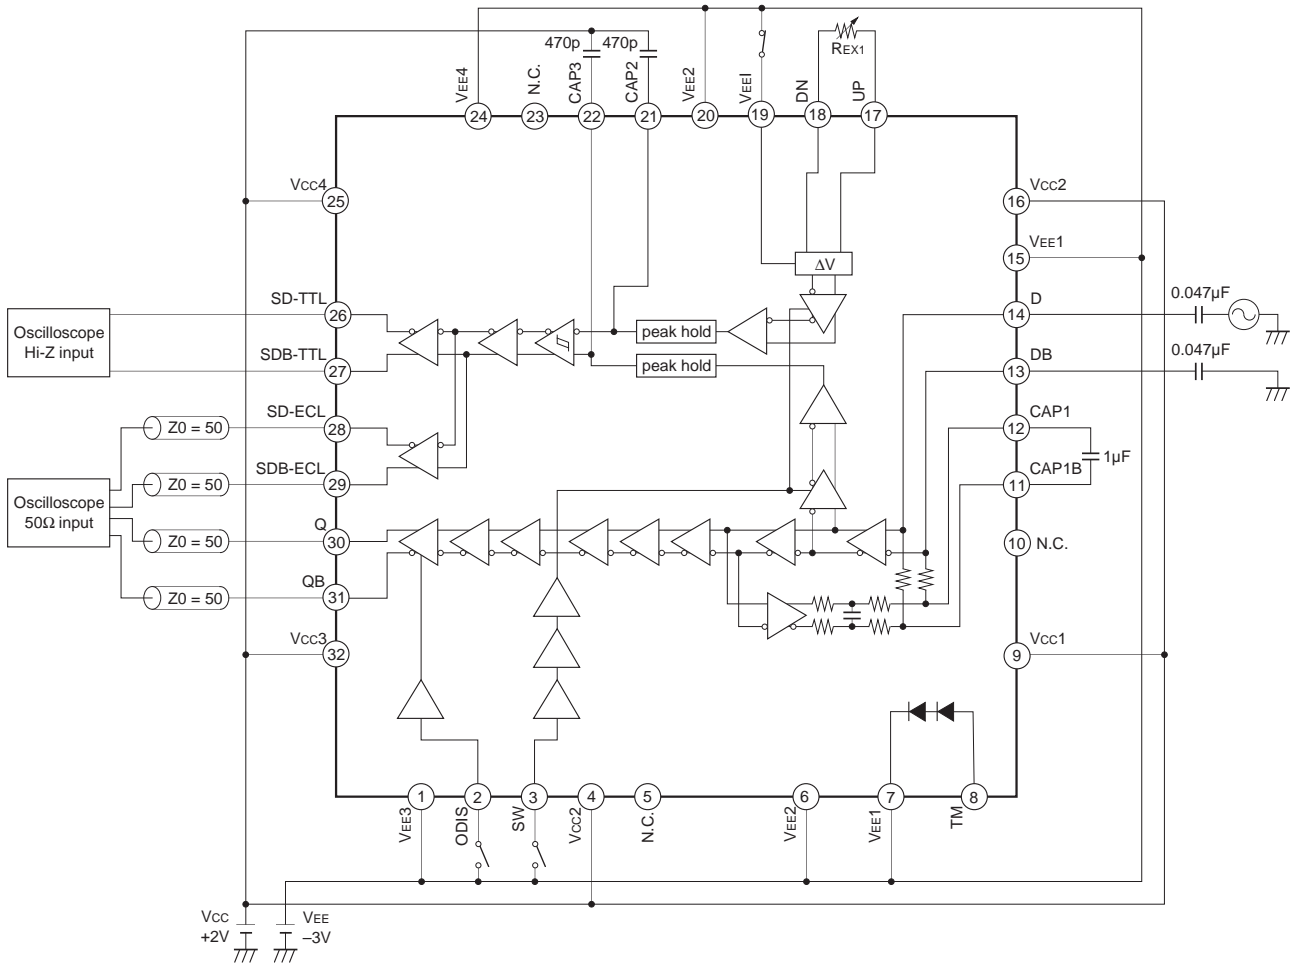 470p 470p
REX1
VEE4
N.C.
CAP3
CAP2
VEE2
VEEI
DN
UP
24 23 22 21 20 19 18 17
VCC4
25
VCC2
16
VEE1
15
ΔV
SD-TTL
26
Oscilloscope
Hi-Z input
SDB-TTL
27
peak hold
peak hold
D
14
0.047µF
DB
13
0.047µF
SD-ECL
28
Z0 = 50
CAP1
12
1µF
SDB-ECL
29
Z0 = 50
CAP1B
11
Oscilloscope
50Ω input
Q
30
Z0 = 50
10 N.C.
QB
31
Z0 = 50
VCC3
32
VCC1
9
1 2 3 4 5 6 7 8
VEE3
ODIS
SW
VCC2
N.C.
VEE2
VEE1
TM
VCC
+2V
VEE
–3V